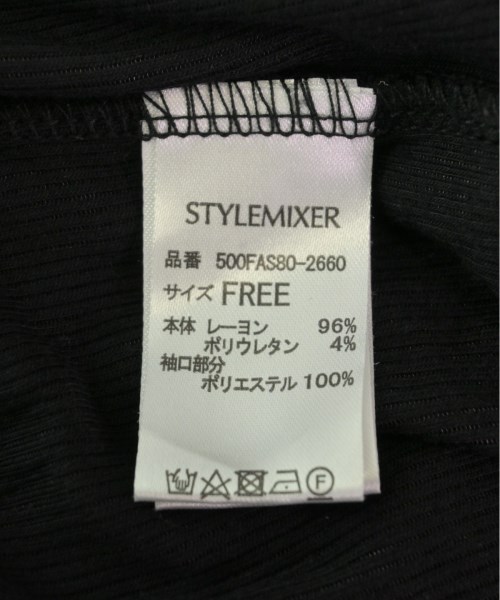 STYLEMIXER
品番 500FAS80-2660
サイズ FREE
本体 レーヨン 96%
ポリウレタン 4%
袖口部分
ポリエステル 100%
F